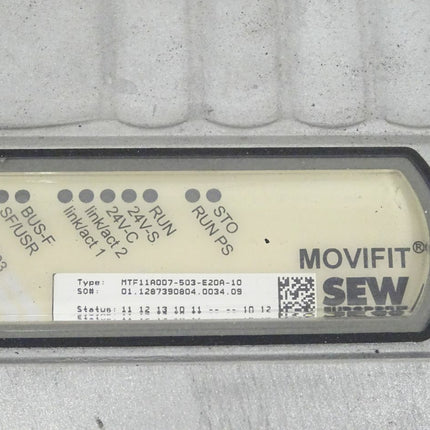 SF/USR
BUS-F
link/act 1
link/act 2
24V-C
24V-S
RUN
RUN PS
STO
MOVIFIT®
SEW
Type: MTF11A007-503-E20A-10
SO#: 01.1287390804.0034.09
Status: 11 12 13 10 11 -- -- 10 12